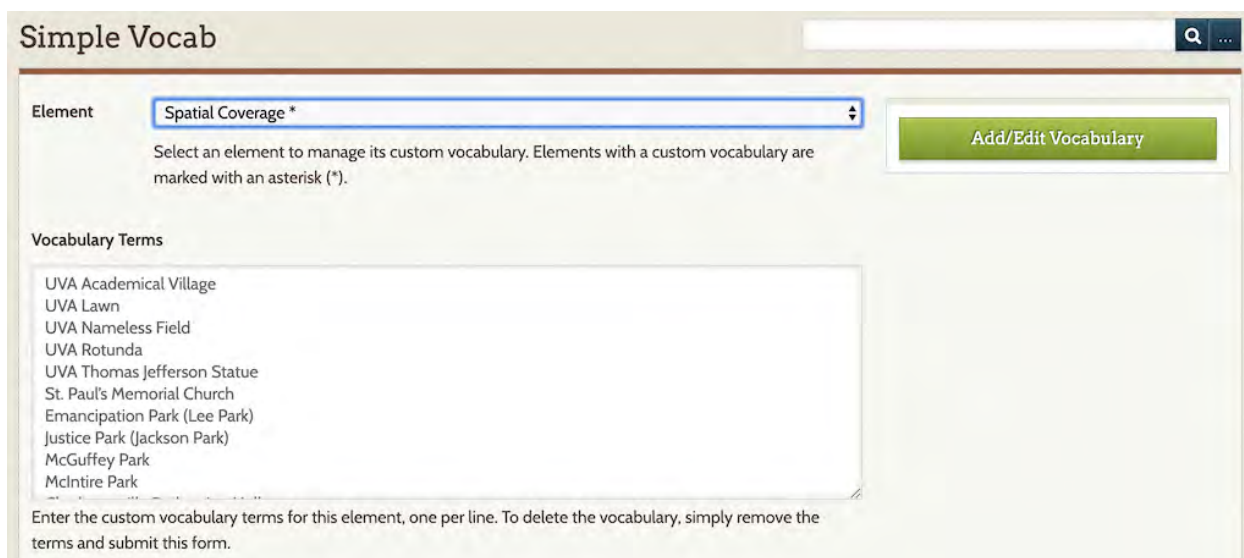 Simple Vocab
...
Element
Spatial Coverage *
Add/Edit Vocabulary
Select an element to manage its custom vocabulary. Elements with a custom vocabulary are
marked with an asterisk (*).
Vocabulary Terms
UVA Academical Village
UVA Lawn
UVA Nameless Field
UVA Rotunda
UVA Thomas Jefferson Statue
St. Paul's Memorial Church
Emancipation Park (Lee Park)
Justice Park (Jackson Park)
McGuffey Park
McIntire Park
Enter the custom vocabulary terms for this element, one per line. To delete the vocabulary, simply remove the
terms and submit this form.